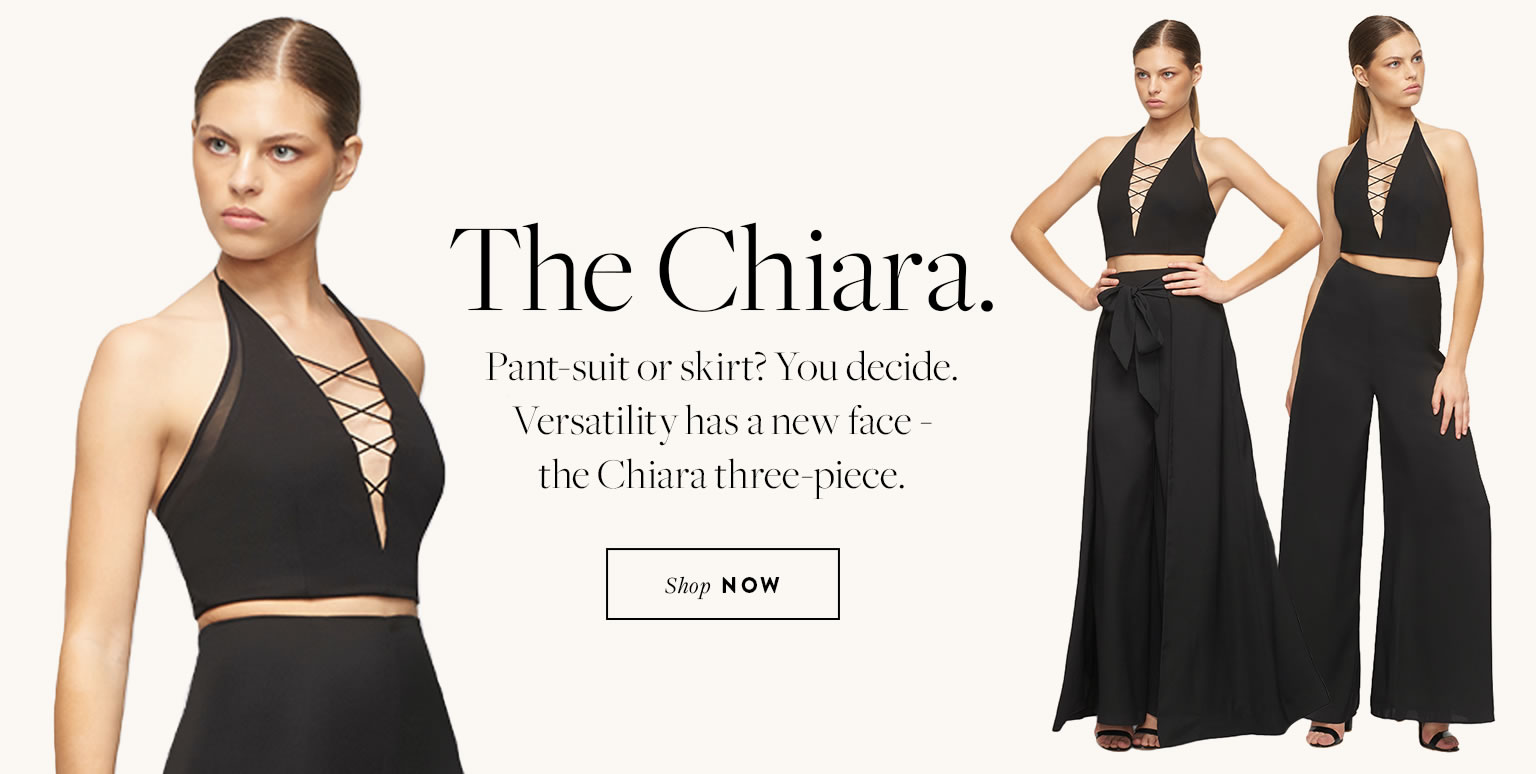 The Chiara.
Pant-suit or skirt? You decide.
Versatility has a new face -
the Chiara three-piece.
Shop NOW